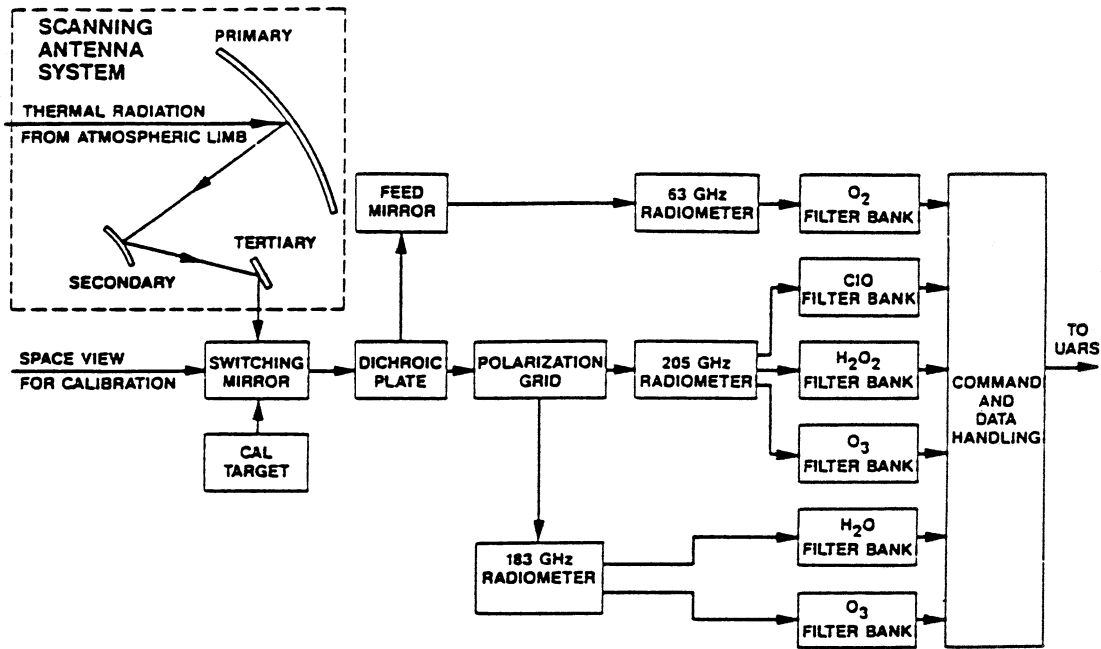 SCANNING
ANTENNA
SYSTEM
PRIMARY
THERMAL RADIATION
FROM ATMOSPHERIC LIMB
SECONDARY
TERTIARY
FEED
MIRROR
63 GHz
RADIOMETER
O₂
FILTER BANK
ClO
FILTER BANK
SPACE VIEW
FOR CALIBRATION
SWITCHING
MIRROR
DICHROIC
PLATE
POLARIZATION
GRID
205 GHz
RADIOMETER
H₂O₂
FILTER BANK
COMMAND
AND
DATA
HANDLING
TO
UARS
CAL
TARGET
O₃
FILTER BANK
183 GHz
RADIOMETER
H₂O
FILTER BANK
O₃
FILTER BANK